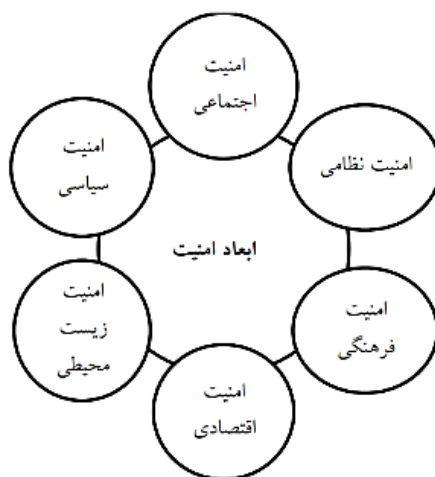 امنیت
اجتماعی
امنیت نظامی
امنیت
فرهنگی
امنیت
اقتصادی
امنیت
زیست
محیطی
امنیت
سیاسی
ابعاد امنیت